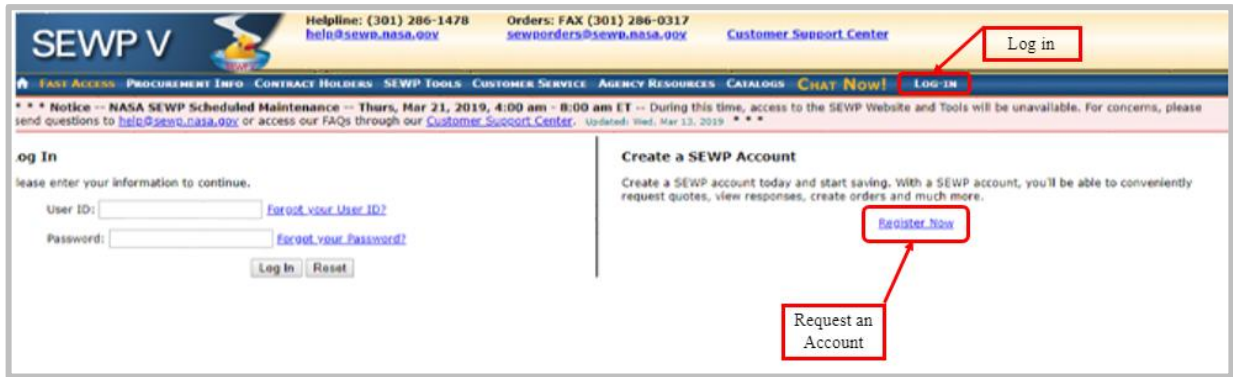 SEWP V
Helpline: (301) 286-1478
help@sewp.nasa.gov
Orders: FAX (301) 286-0317
sewporders@sewp.nasa.gov
Customer Support Center
Log in
FAST ACCESS PROCUREMENT INFO CONTRACT HOLDERS SEWP TOOLS CUSTOMER SERVICE AGENCY RESOURCES CATALOGS CHAT NOW! LOG-IN
* * * Notice -- NASA SEWP Scheduled Maintenance -- Thurs, Mar 21, 2019, 4:00 am - 8:00 am ET -- During this time, access to the SEWP Website and Tools will be unavailable. For concerns, please
send questions to help@sewp.nasa.gov or access our FAQs through our Customer Support Center. Updated: Wed. Mar 13. 2019 * * *
og In
lease enter your information to continue.
User ID:
Forgot your User ID?
Password:
Forgot your Password?
Log In
Reset
Create a SEWP Account
Create a SEWP account today and start saving. With a SEWP account, you'll be able to conveniently
request quotes, view responses, create orders and much more.
Register Now
Request an
Account